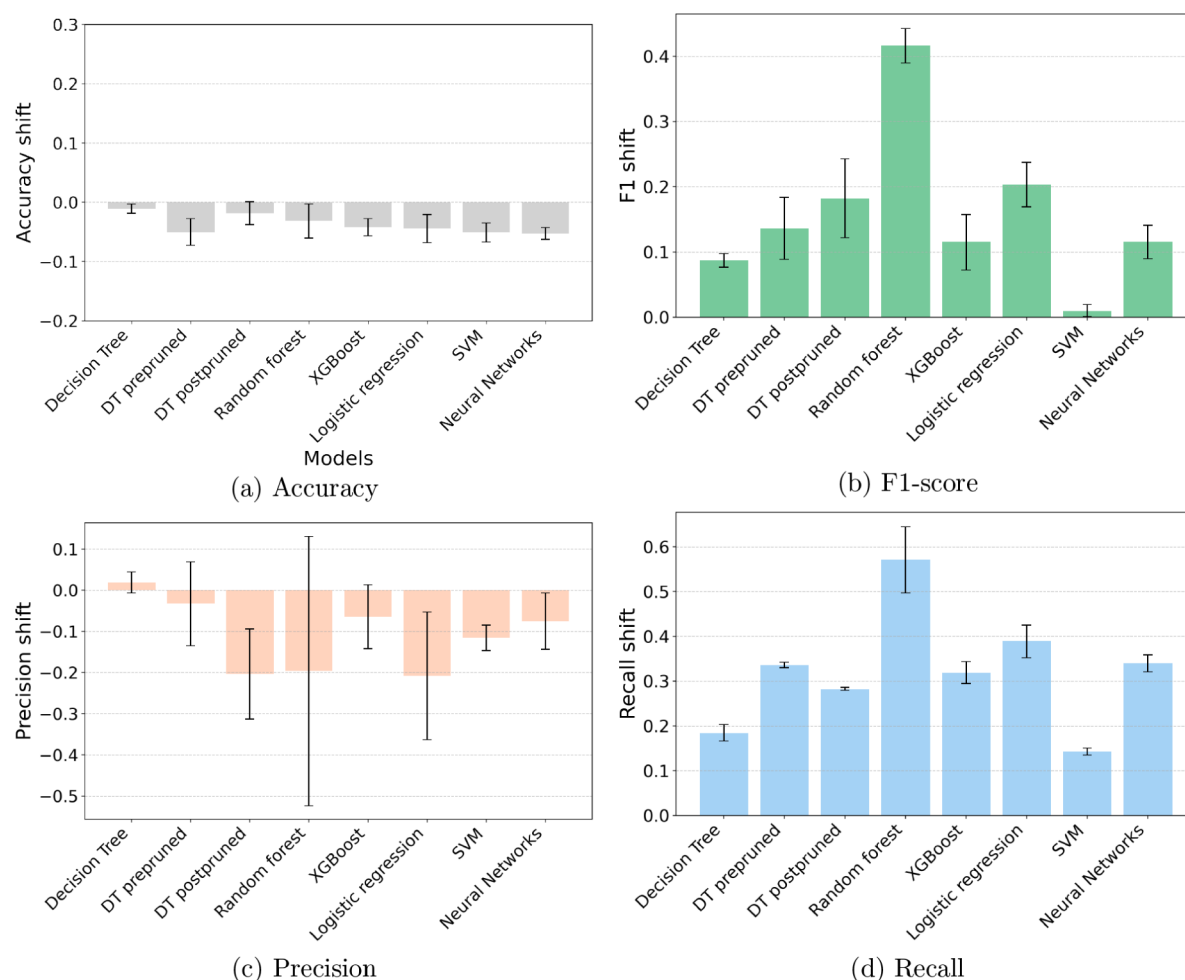 Accuracy shift
0.3
0.2
0.1
0.0
−0.1
−0.2
Decision Tree
DT prepruned
DT postpruned
Random forest
XGBoost
Logistic regression
SVM
Neural Networks
Models
(a) Accuracy
F1 shift
0.4
0.3
0.2
0.1
0.0
Decision Tree
DT prepruned
DT postpruned
Random forest
XGBoost
Logistic regression
SVM
Neural Networks
(b) F1-score
Precision shift
0.1
0.0
−0.1
−0.2
−0.3
−0.4
−0.5
Decision Tree
DT prepruned
DT postpruned
Random forest
XGBoost
Logistic regression
SVM
Neural Networks
(c) Precision
Recall shift
0.6
0.5
0.4
0.3
0.2
0.1
0.0
Decision Tree
DT prepruned
DT postpruned
Random forest
XGBoost
Logistic regression
SVM
Neural Networks
(d) Recall